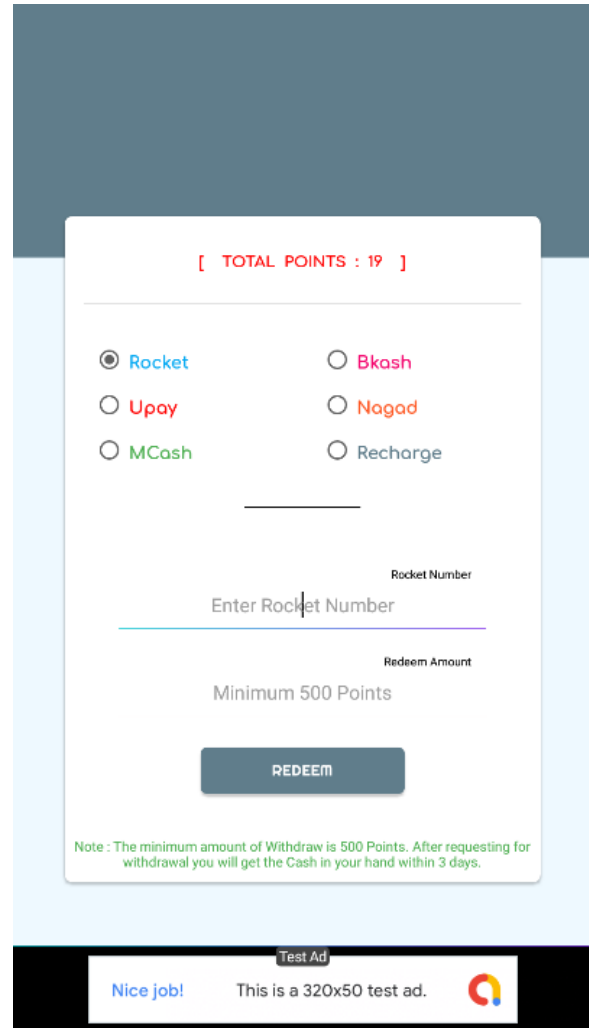 [ TOTAL POINTS : 19 ]
Rocket
Bkash
Upay
Nagad
MCash
Recharge
Rocket Number
Enter Rocket Number
Redeem Amount
Minimum 500 Points
REDEEM
Note : The minimum amount of Withdraw is 500 Points. After requesting for
withdrawal you will get the Cash in your hand within 3 days.
Test Ad
Nice job! This is a 320x50 test ad.